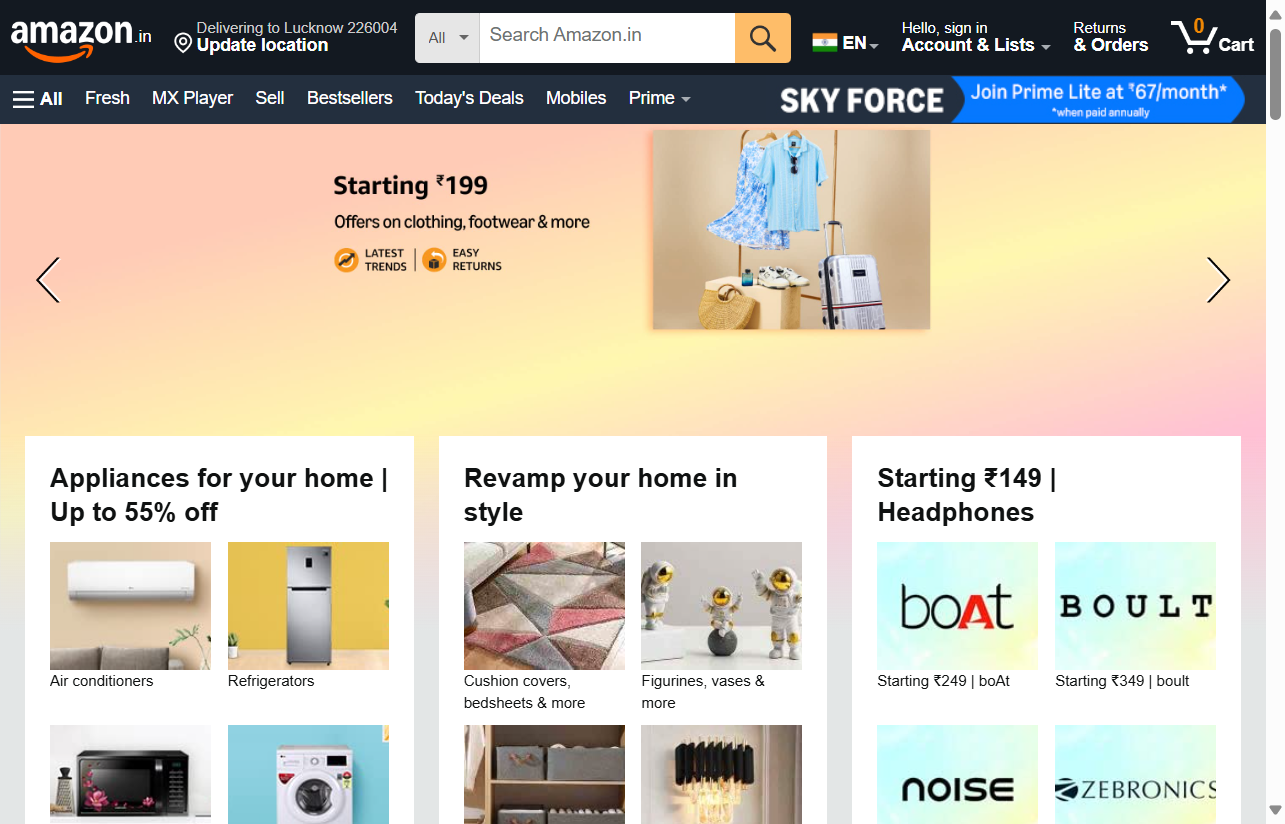 amazon.in
Delivering to Lucknow 226004
Update location
All
Search Amazon.in
EN
Hello, sign in
Account & Lists
Returns
& Orders
0
Cart
All
Fresh
MX Player
Sell
Bestsellers
Today's Deals
Mobiles
Prime
SKY FORCE
Join Prime Lite at ₹67/month*
*when paid annually
Starting ₹199
Offers on clothing, footwear & more
LATEST
TRENDS
EASY
RETURNS
Appliances for your home |
Up to 55% off
Air conditioners
Refrigerators
Revamp your home in
style
Cushion covers,
bedsheets & more
Figurines, vases &
more
Starting ₹149 |
Headphones
boAt
BOULT
Starting ₹249 | boAt
Starting ₹349 | boult
NOISE
ZEBRONICS